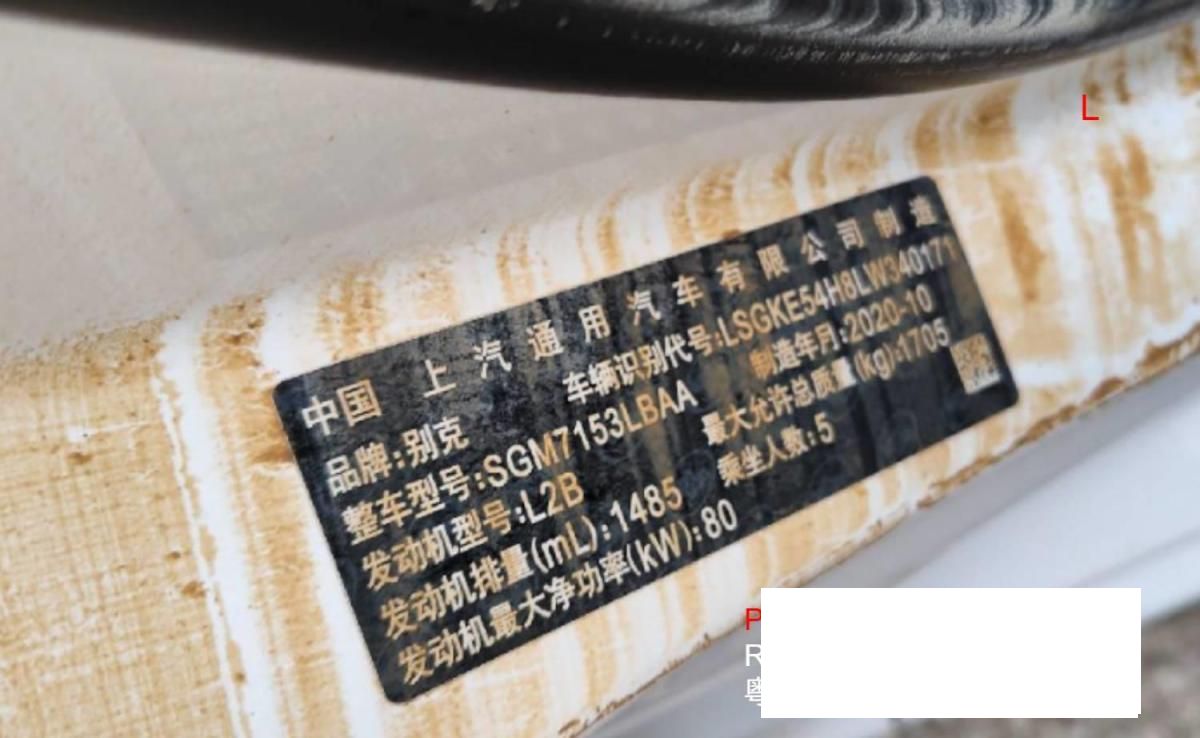 L
中国 上汽通用汽车有限公司制造
品牌:别克 车辆识别代号:LSGKE54H8LW340171
整车型号:SGM7153LBAA 制造年月:2020-10
发动机型号:L2B 最大允许总质量(kg):1705
发动机排量(mL):1485 乘坐人数:5
发动机最大净功率(kW):80
P
R
粤